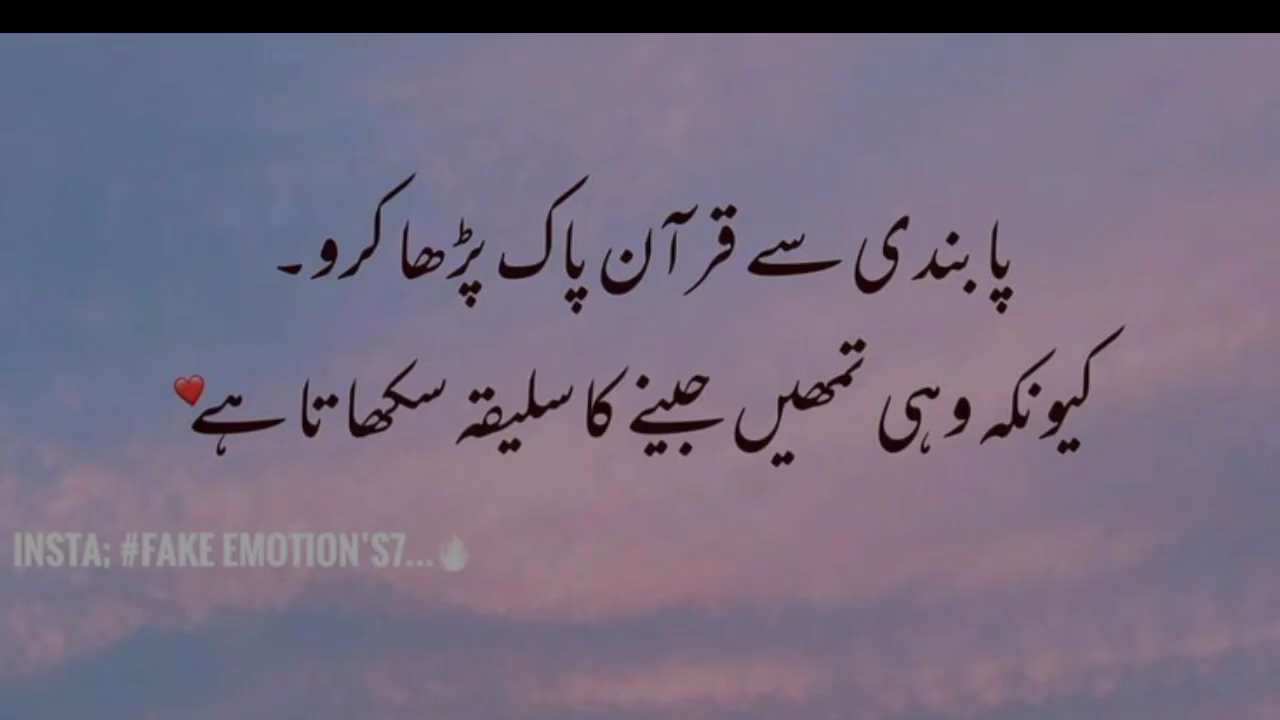 پابندی سے قرآن پاک پڑھا کرو۔
کیونکہ وہی تمھیں جینے کا سلیقہ سکھاتا ہے❤️
INSTA; #FAKE EMOTION'S7...🔥